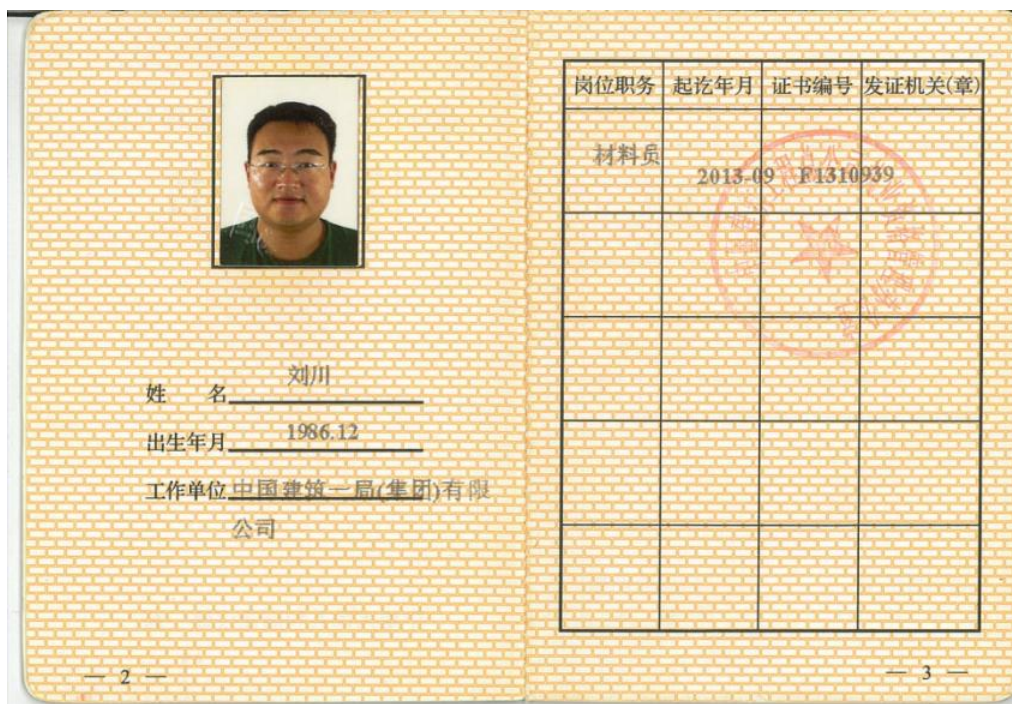 姓 名 刘川
出生年月 1986.12
工作单位 中国建筑一局(集团)有限
公司
— 2 —
岗位职务 起讫年月 证书编号 发证机关(章)
材料员
2013-09 F1310939
— 3 —